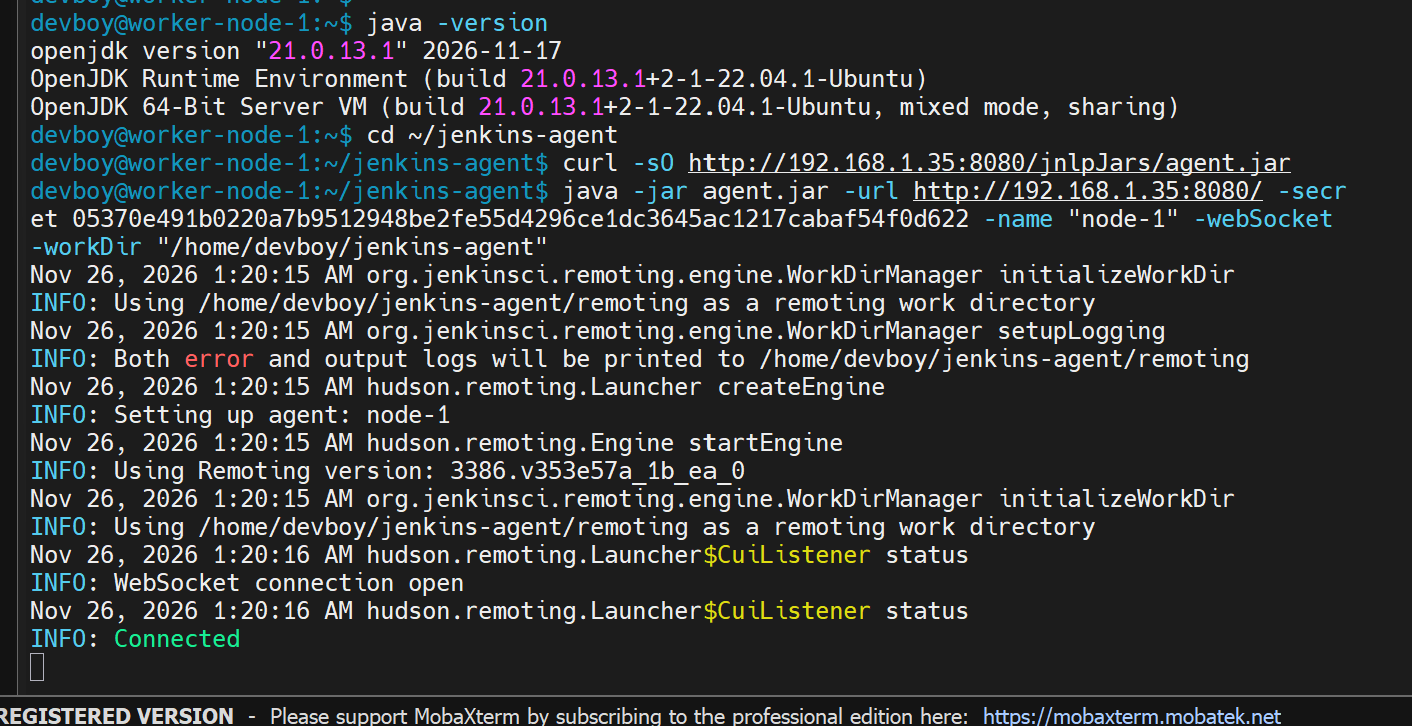 devboy@worker-node-1:~$ java -version
openjdk version "21.0.13.1" 2026-11-17
OpenJDK Runtime Environment (build 21.0.13.1+2-1-22.04.1-Ubuntu)
OpenJDK 64-Bit Server VM (build 21.0.13.1+2-1-22.04.1-Ubuntu, mixed mode, sharing)
devboy@worker-node-1:~$ cd ~/jenkins-agent
devboy@worker-node-1:~/jenkins-agent$ curl -sO http://192.168.1.35:8080/jnlpJars/agent.jar
devboy@worker-node-1:~/jenkins-agent$ java -jar agent.jar -url http://192.168.1.35:8080/ -secr
et 05370e491b0220a7b9512948be2fe55d4296ce1dc3645ac1217cabaf54f0d622 -name "node-1" -webSocket
-workDir "/home/devboy/jenkins-agent"
Nov 26, 2026 1:20:15 AM org.jenkinsci.remoting.engine.WorkDirManager initializeWorkDir
INFO: Using /home/devboy/jenkins-agent/remoting as a remoting work directory
Nov 26, 2026 1:20:15 AM org.jenkinsci.remoting.engine.WorkDirManager setupLogging
INFO: Both error and output logs will be printed to /home/devboy/jenkins-agent/remoting
Nov 26, 2026 1:20:15 AM hudson.remoting.Launcher createEngine
INFO: Setting up agent: node-1
Nov 26, 2026 1:20:15 AM hudson.remoting.Engine startEngine
INFO: Using Remoting version: 3386.v353e57a_1b_ea_0
Nov 26, 2026 1:20:15 AM org.jenkinsci.remoting.engine.WorkDirManager initializeWorkDir
INFO: Using /home/devboy/jenkins-agent/remoting as a remoting work directory
Nov 26, 2026 1:20:16 AM hudson.remoting.Launcher$CuiListener status
INFO: WebSocket connection open
Nov 26, 2026 1:20:16 AM hudson.remoting.Launcher$CuiListener status
INFO: Connected
REGISTERED VERSION - Please support MobaXterm by subscribing to the professional edition here: https://mobaxterm.mobatek.net